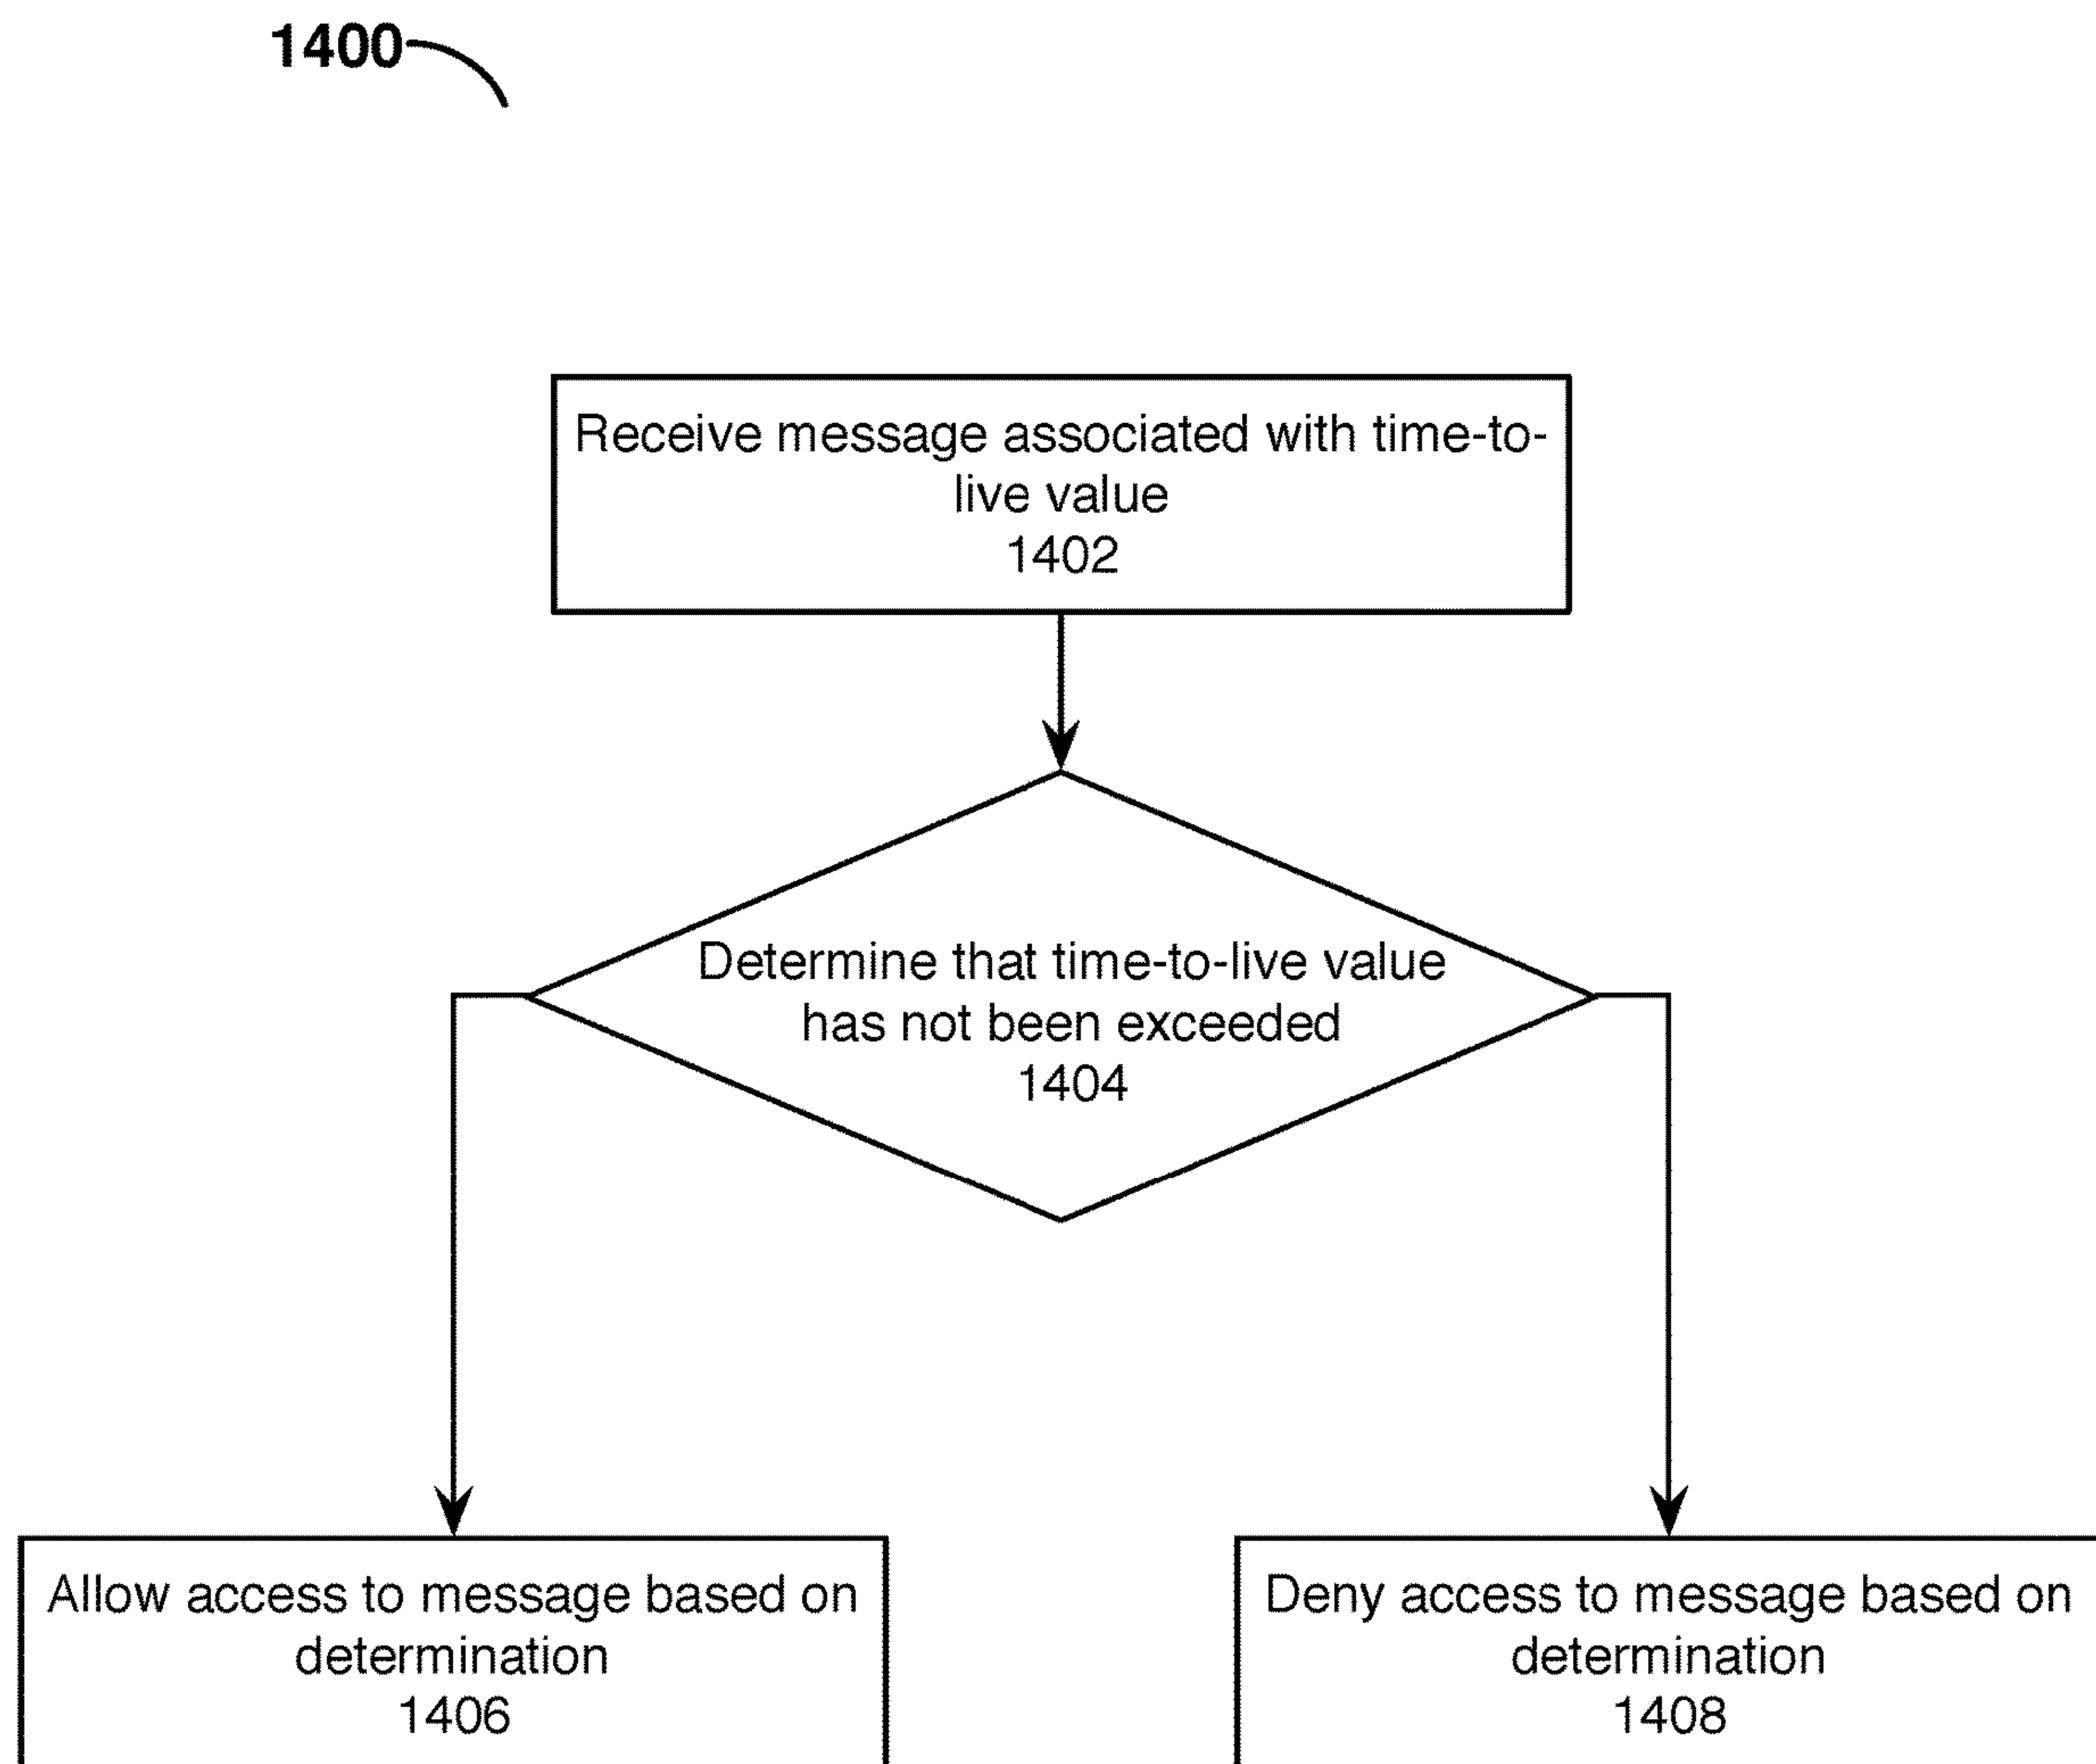 1400
Receive message associated with time-to-
live value
1402
Determine that time-to-live value
has not been exceeded
1404
Allow access to message based on
determination
1406
Deny access to message based on
determination
1408